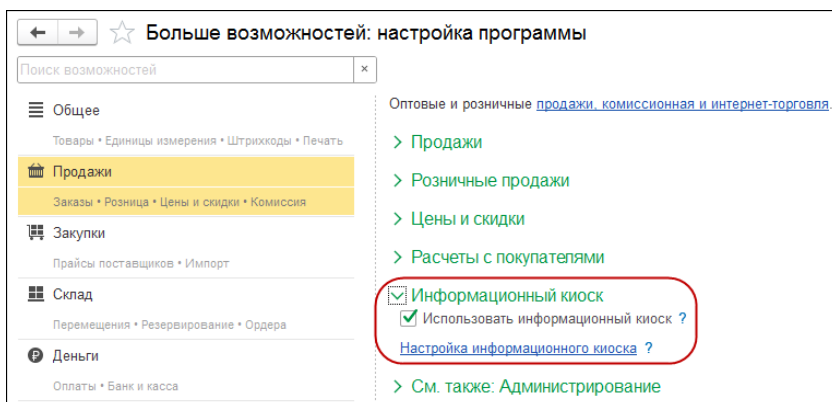 Больше возможностей: настройка программы
Поиск возможностей ×
Общее
Товары • Единицы измерения • Штрихкоды • Печать
Продажи
Заказы • Розница • Цены и скидки • Комиссия
Закупки
Прайсы поставщиков • Импорт
Склад
Перемещения • Резервирование • Ордера
Деньги
Оплаты • Банк и касса
Оптовые и розничные продажи, комиссионная и интернет-торговля.
Продажи
Розничные продажи
Цены и скидки
Расчеты с покупателями
Информационный киоск
Использовать информационный киоск ?
Настройка информационного киоска ?
См. также: Администрирование